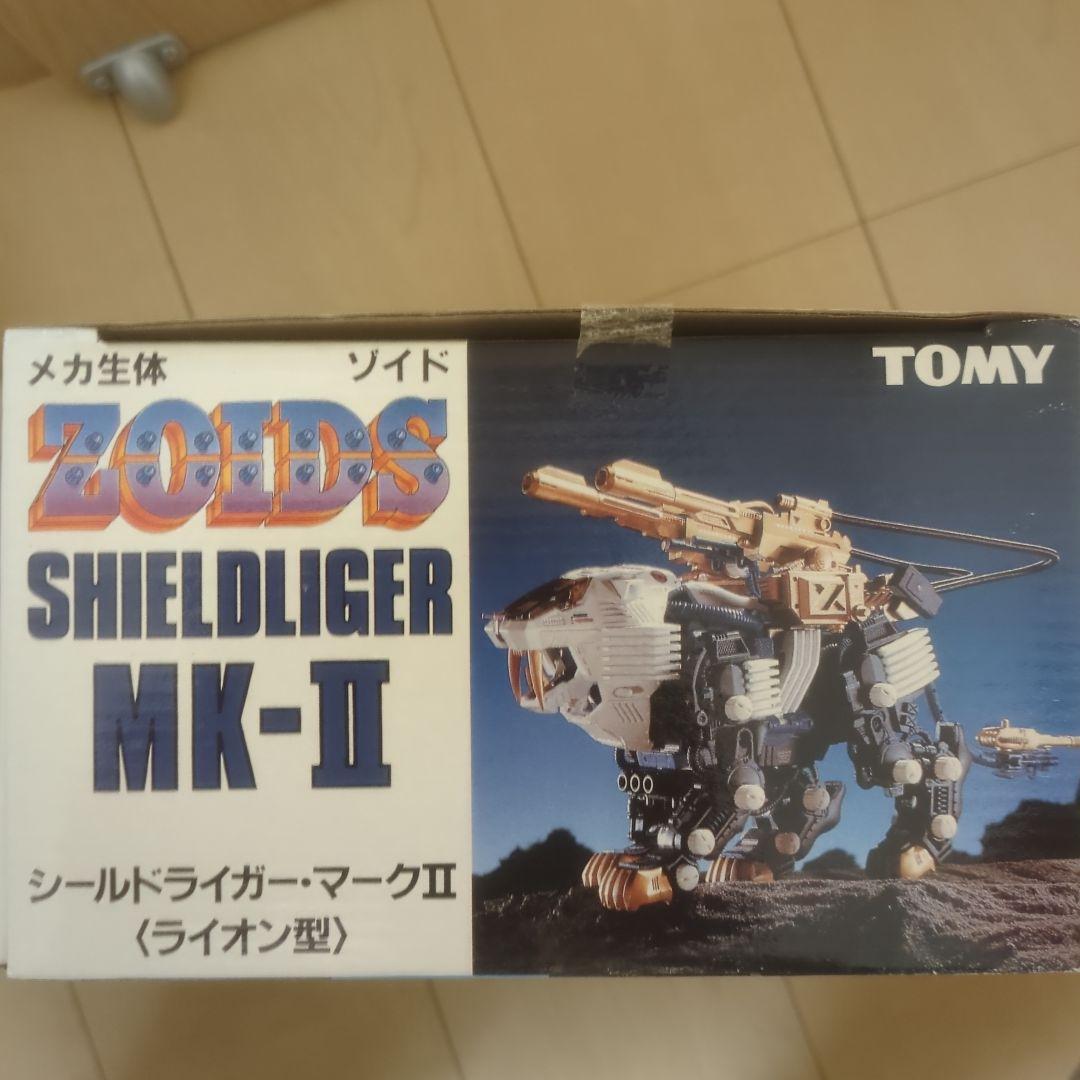 メカ生体 ゾイド
ZOIDS
SHIELDLIGER
MK-II
シールドライガー・マークII
〈ライオン型〉
TOMY